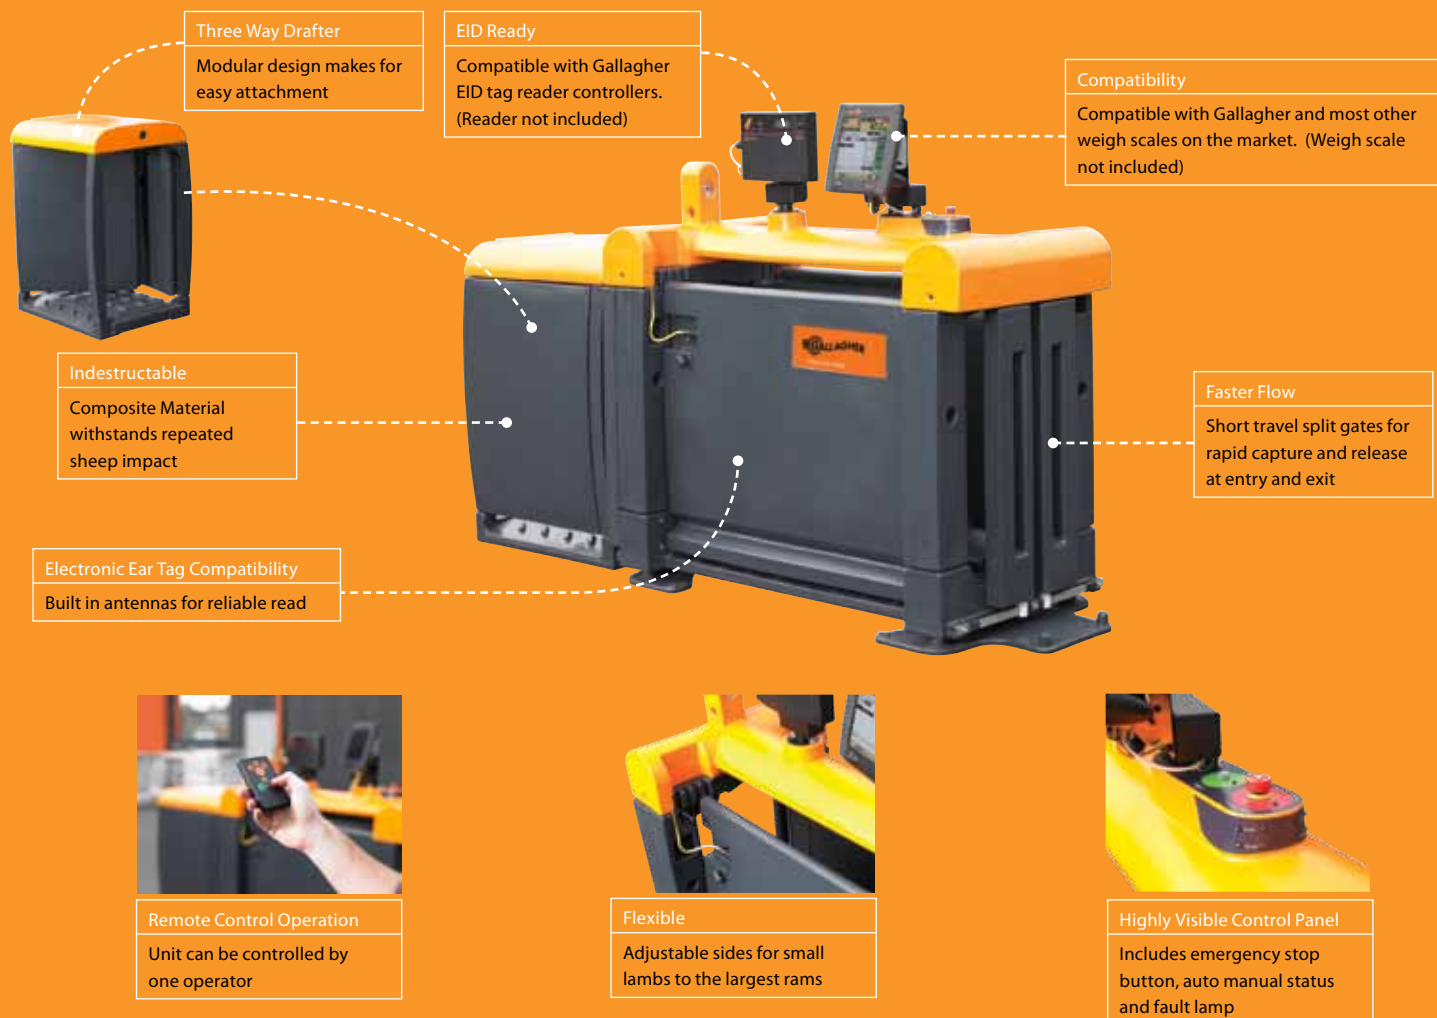 Three Way Drafter
Modular design makes for
easy attachment
EID Ready
Compatible with Gallagher
EID tag reader controllers.
(Reader not included)
Compatibility
Compatible with Gallagher and most other
weigh scales on the market.  (Weigh scale
not included)
GALLAGHER
Indestructable
Composite Material
withstands repeated
sheep impact
Faster Flow
Short travel split gates for
rapid capture and release
at entry and exit
Electronic Ear Tag Compatibility
Built in antennas for reliable read
Remote Control Operation
Unit can be controlled by
one operator
Flexible
Adjustable sides for small
lambs to the largest rams
Highly Visible Control Panel
Includes emergency stop
button, auto manual status
and fault lamp